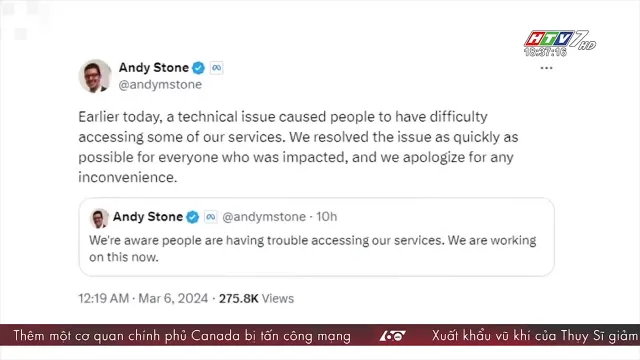 HTV7 HD
18:37:16
Andy Stone
@andymstone
Earlier today, a technical issue caused people to have difficulty
accessing some of our services. We resolved the issue as quickly as
possible for everyone who was impacted, and we apologize for any
inconvenience.
Andy Stone @andymstone · 10h
We're aware people are having trouble accessing our services. We are working
on this now.
12:19 AM · Mar 6, 2024 · 275.8K Views
Thêm một cơ quan chính phủ Canada bị tấn công mạng 60 Xuất khẩu vũ khí của Thụy Sĩ giảm